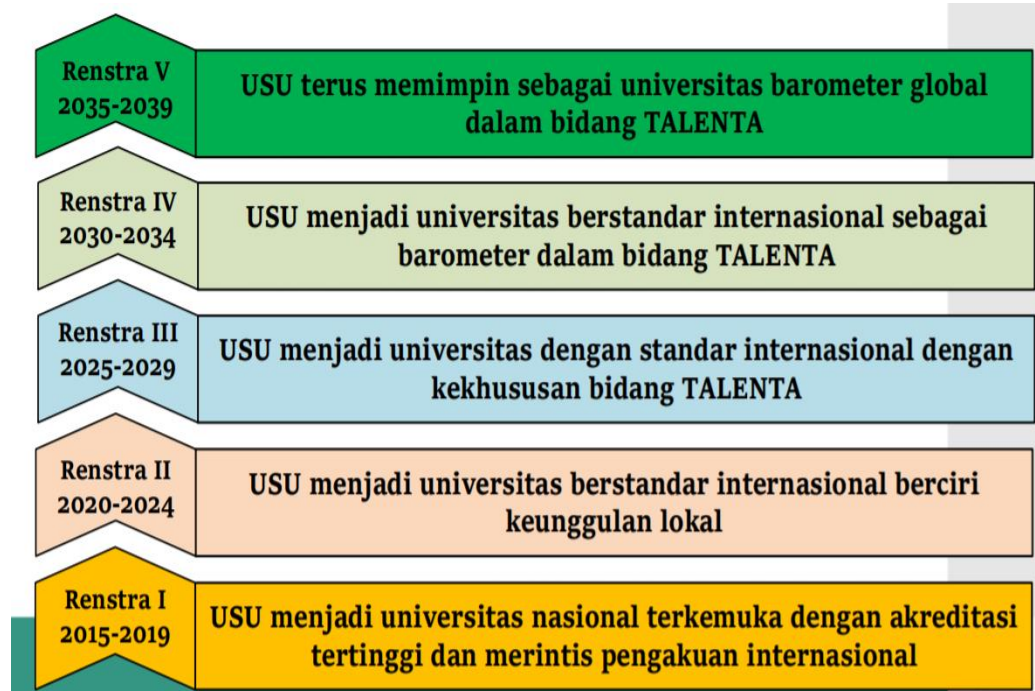 Renstra V
2035-2039
USU terus memimpin sebagai universitas barometer global
dalam bidang TALENTA
Renstra IV
2030-2034
USU menjadi universitas berstandar internasional sebagai
barometer dalam bidang TALENTA
Renstra III
2025-2029
USU menjadi universitas dengan standar internasional dengan
kekhususan bidang TALENTA
Renstra II
2020-2024
USU menjadi universitas berstandar internasional berciri
keunggulan lokal
Renstra I
2015-2019
USU menjadi universitas nasional terkemuka dengan akreditasi
tertinggi dan merintis pengakuan internasional